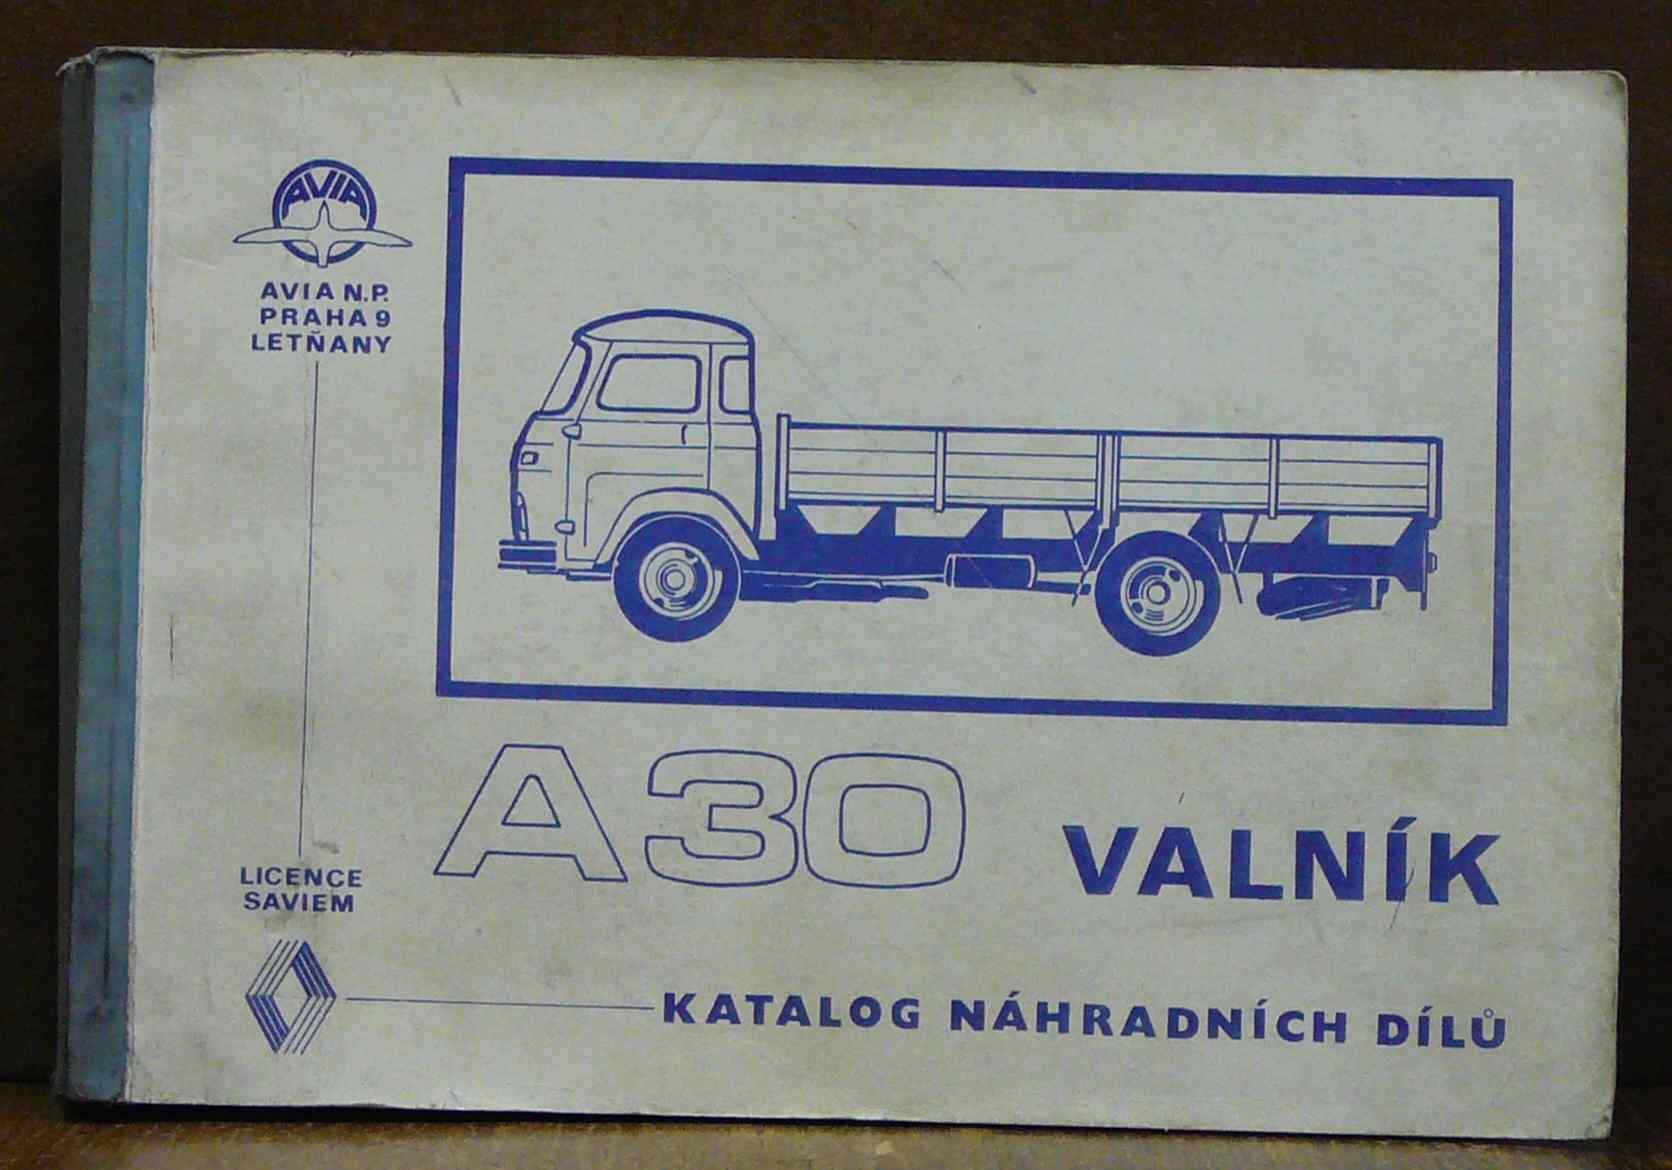 AVIA
AVIA N.P.
PRAHA 9
LETŇANY
A30 VALNÍK
LICENCE
SAVIEM
KATALOG NÁHRADNÍCH DÍLŮ